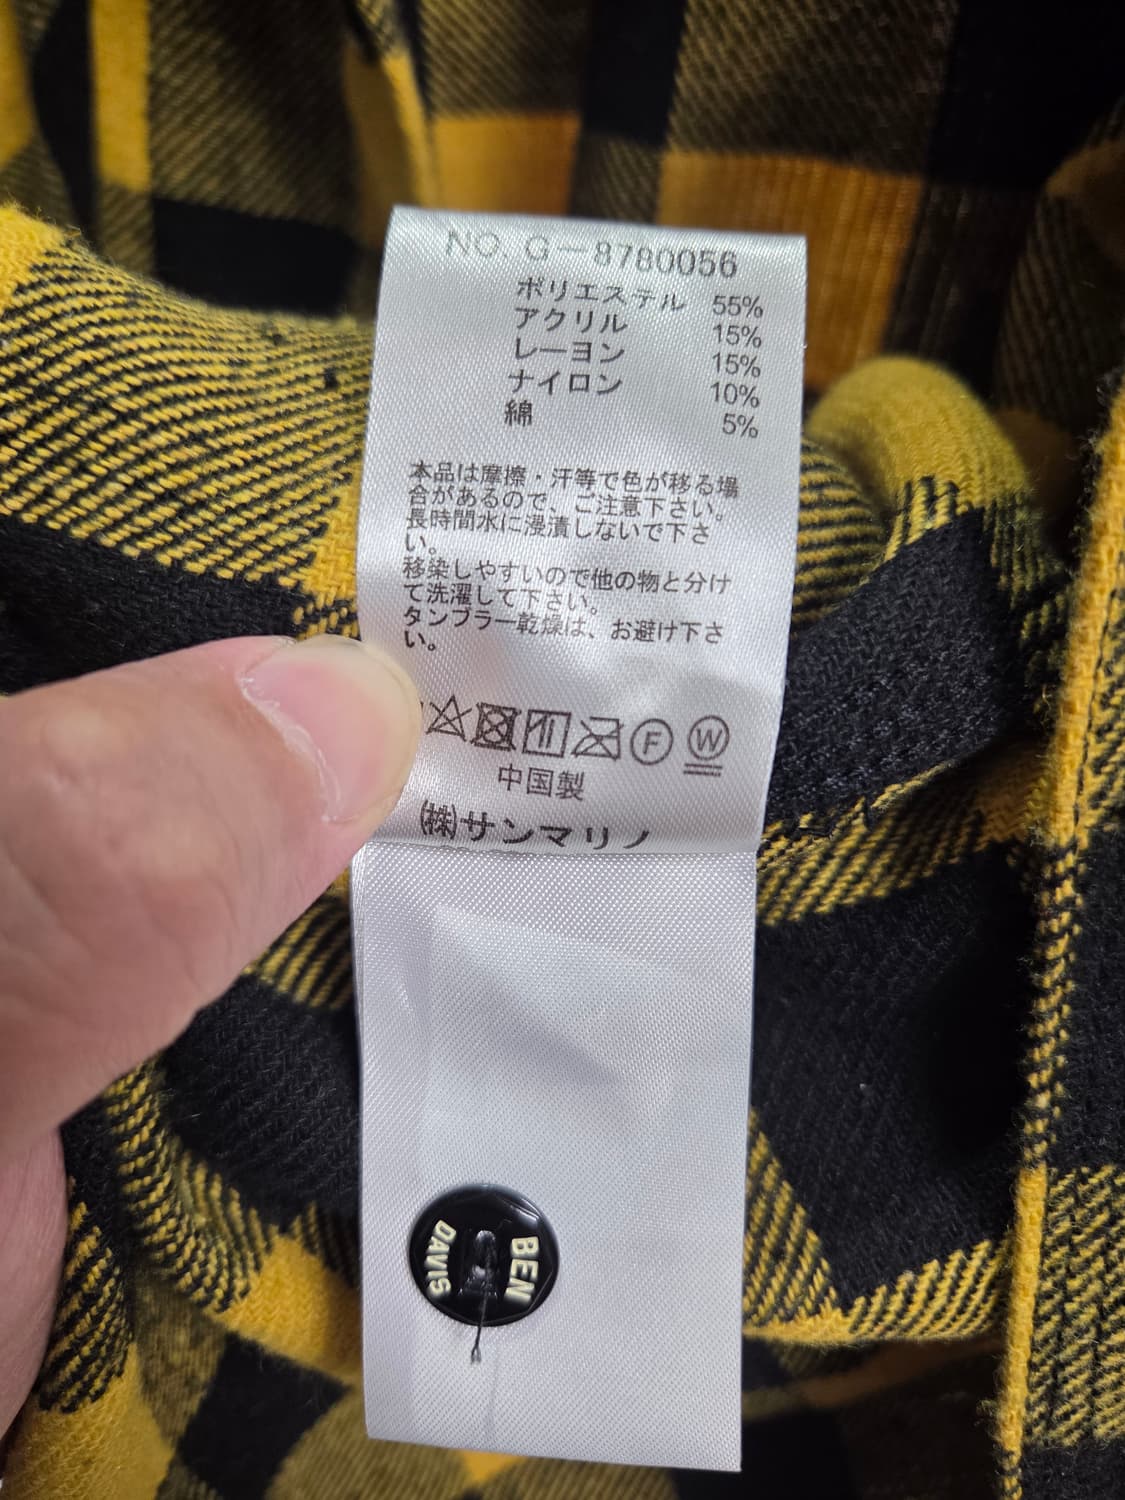 NO. G-8780056
ポリエステル 55%
アクリル 15%
レーヨン 15%
ナイロン 10%
綿 5%
本品は摩擦・汗等で色が移る場
合があるので、ご注意下さい。
長時間水に浸漬しないで下さ
い。
移染しやすいので他の物と分け
て洗濯して下さい。
タンブラー乾燥は、お避け下さ
い。
F W
中国製
㈱サンマリノ
BEN
DAVIS